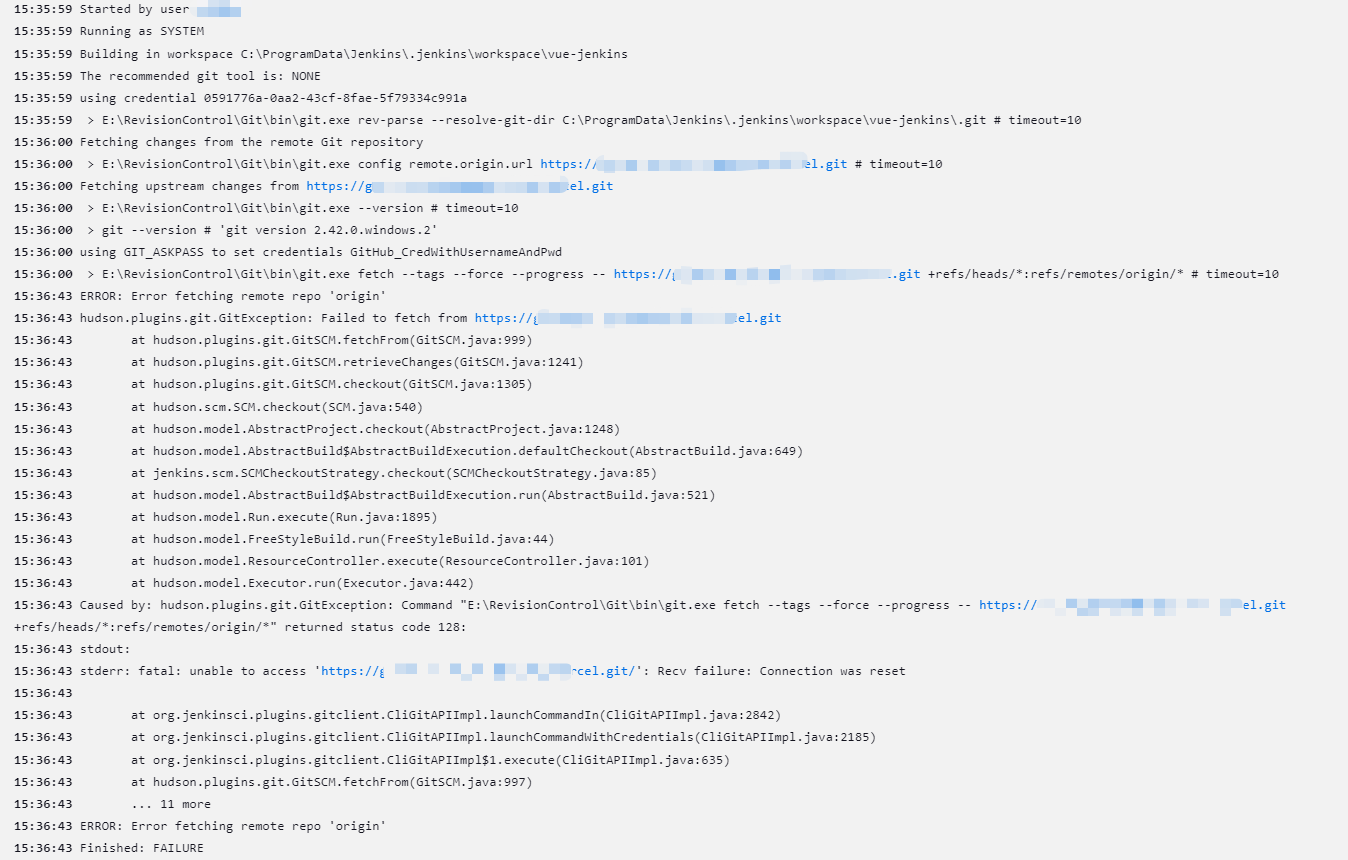 15:35:59 Started by user
15:35:59 Running as SYSTEM
15:35:59 Building in workspace C:\ProgramData\Jenkins\.jenkins\workspace\vue-jenkins
15:35:59 The recommended git tool is: NONE
15:35:59 using credential 0591776a-0aa2-43cf-8fae-5f79334c991a
15:35:59  > E:\RevisionControl\Git\bin\git.exe rev-parse --resolve-git-dir C:\ProgramData\Jenkins\.jenkins\workspace\vue-jenkins\.git # timeout=10
15:36:00 Fetching changes from the remote Git repository
15:36:00  > E:\RevisionControl\Git\bin\git.exe config remote.origin.url https:/ el.git # timeout=10
15:36:00 Fetching upstream changes from https://g el.git
15:36:00  > E:\RevisionControl\Git\bin\git.exe --version # timeout=10
15:36:00  > git --version # 'git version 2.42.0.windows.2'
15:36:00 using GIT_ASKPASS to set credentials GitHub_CredWithUsernameAndPwd
15:36:00  > E:\RevisionControl\Git\bin\git.exe fetch --tags --force --progress -- https:// .git +refs/heads/*:refs/remotes/origin/* # timeout=10
15:36:43 ERROR: Error fetching remote repo 'origin'
15:36:43 hudson.plugins.git.GitException: Failed to fetch from https:// el.git
15:36:43 	at hudson.plugins.git.GitSCM.fetchFrom(GitSCM.java:999)
15:36:43 	at hudson.plugins.git.GitSCM.retrieveChanges(GitSCM.java:1241)
15:36:43 	at hudson.plugins.git.GitSCM.checkout(GitSCM.java:1305)
15:36:43 	at hudson.scm.SCM.checkout(SCM.java:540)
15:36:43 	at hudson.model.AbstractProject.checkout(AbstractProject.java:1248)
15:36:43 	at hudson.model.AbstractBuild$AbstractBuildExecution.defaultCheckout(AbstractBuild.java:649)
15:36:43 	at jenkins.scm.SCMCheckoutStrategy.checkout(SCMCheckoutStrategy.java:85)
15:36:43 	at hudson.model.AbstractBuild$AbstractBuildExecution.run(AbstractBuild.java:521)
15:36:43 	at hudson.model.Run.execute(Run.java:1895)
15:36:43 	at hudson.model.FreeStyleBuild.run(FreeStyleBuild.java:44)
15:36:43 	at hudson.model.ResourceController.execute(ResourceController.java:101)
15:36:43 	at hudson.model.Executor.run(Executor.java:442)
15:36:43 Caused by: hudson.plugins.git.GitException: Command "E:\RevisionControl\Git\bin\git.exe fetch --tags --force --progress -- https:// el.git
+refs/heads/*:refs/remotes/origin/*" returned status code 128:
15:36:43 stdout:
15:36:43 stderr: fatal: unable to access 'https://g rcel.git/': Recv failure: Connection was reset
15:36:43
15:36:43 	at org.jenkinsci.plugins.gitclient.CliGitAPIImpl.launchCommandIn(CliGitAPIImpl.java:2842)
15:36:43 	at org.jenkinsci.plugins.gitclient.CliGitAPIImpl.launchCommandWithCredentials(CliGitAPIImpl.java:2185)
15:36:43 	at org.jenkinsci.plugins.gitclient.CliGitAPIImpl$1.execute(CliGitAPIImpl.java:635)
15:36:43 	at hudson.plugins.git.GitSCM.fetchFrom(GitSCM.java:997)
15:36:43 	... 11 more
15:36:43 ERROR: Error fetching remote repo 'origin'
15:36:43 Finished: FAILURE